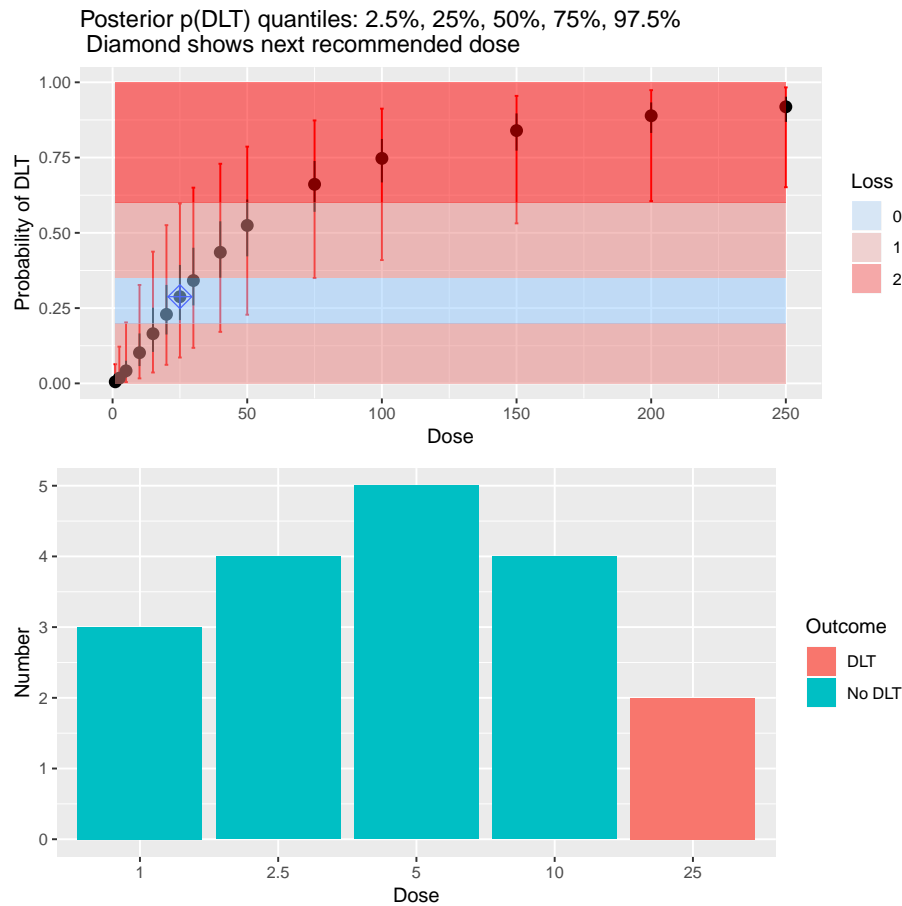 Posterior p(DLT) quantiles: 2.5%, 25%, 50%, 75%, 97.5%
Diamond shows next recommended dose
1.00
0.75
0.50
0.25
0.00
Probability of DLT
0 50 100 150 200 250
Dose
Loss
0
1
2
5
4
3
2
1
0
Number
1 2.5 5 10 25
Dose
Outcome
DLT
No DLT